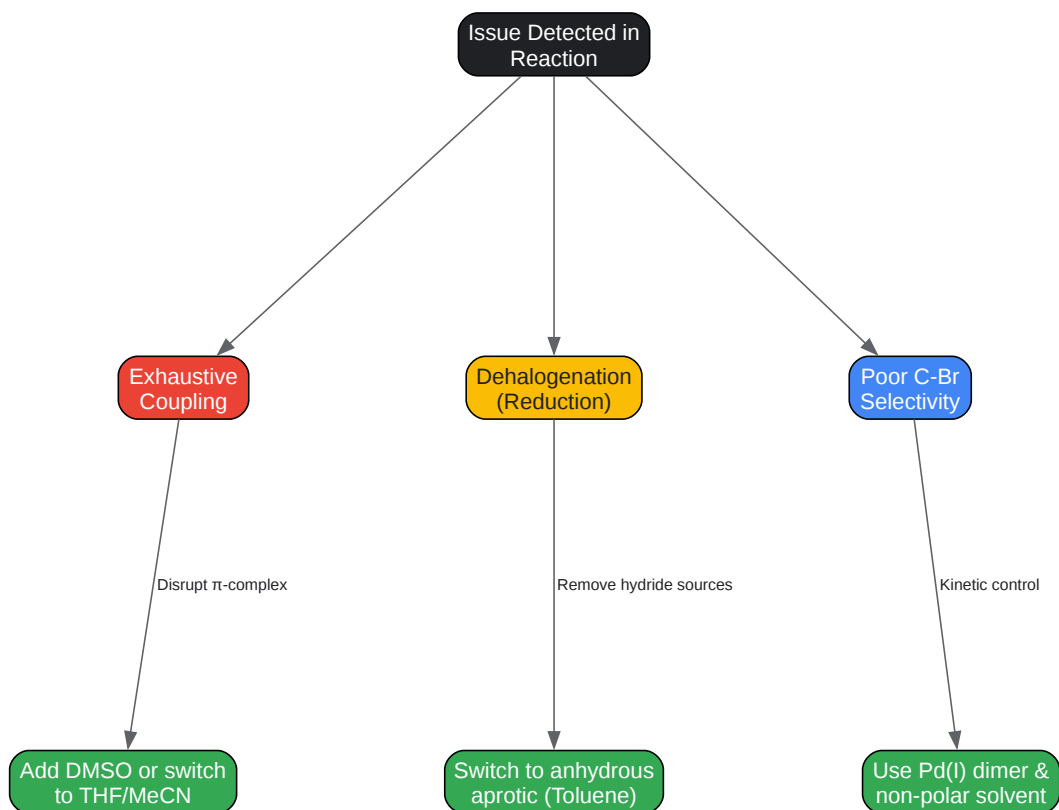 Issue Detected in
Reaction
Exhaustive
Coupling
Dehalogenation
(Reduction)
Poor C-Br
Selectivity
Disrupt π-complex
Remove hydride sources
Kinetic control
Add DMSO or switch
to THF/MeCN
Switch to anhydrous
aprotic (Toluene)
Use Pd(I) dimer &
non-polar solvent